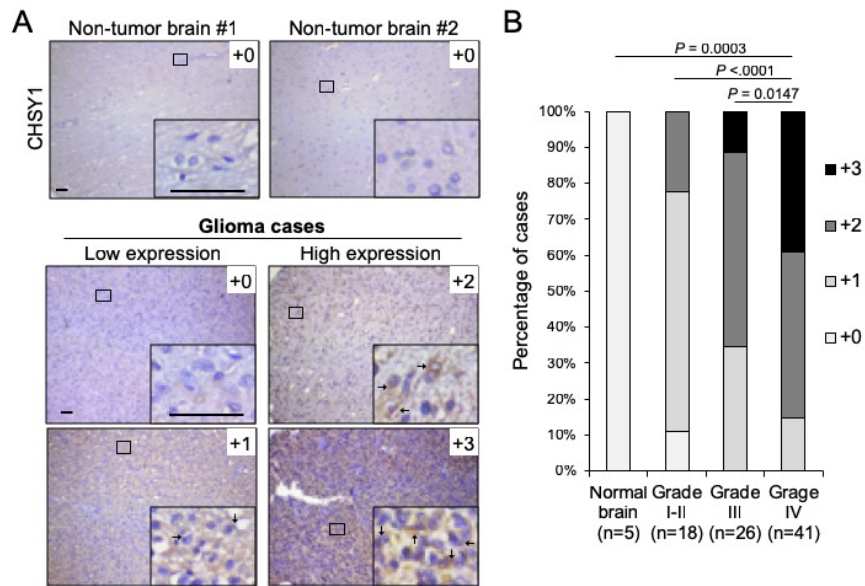 A
Non-tumor brain #1
Non-tumor brain #2
CHSY1
+0
+0
Glioma cases
Low expression
High expression
+0
+2
+1
+3
B
P = 0.0003
P <.0001
P = 0.0147
Percentage of cases
100%
90%
80%
70%
60%
50%
40%
30%
20%
10%
0%
+3
+2
+1
+0
Normal
brain
(n=5)
Grade
I-II
(n=18)
Grade
III
(n=26)
Grage
IV
(n=41)